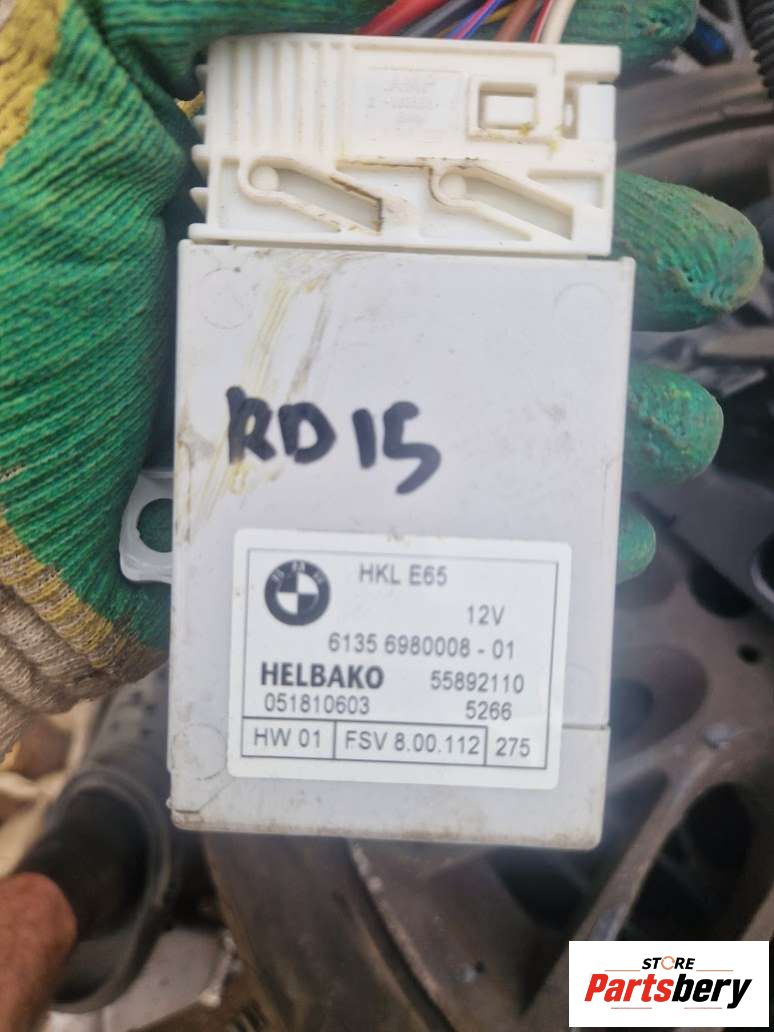 RD15
HKL E65
12V
6135 6980008 - 01
HELBAKO 55892110
051810603 5266
HW 01 FSV 8.00.112 275
STORE
Partsbery